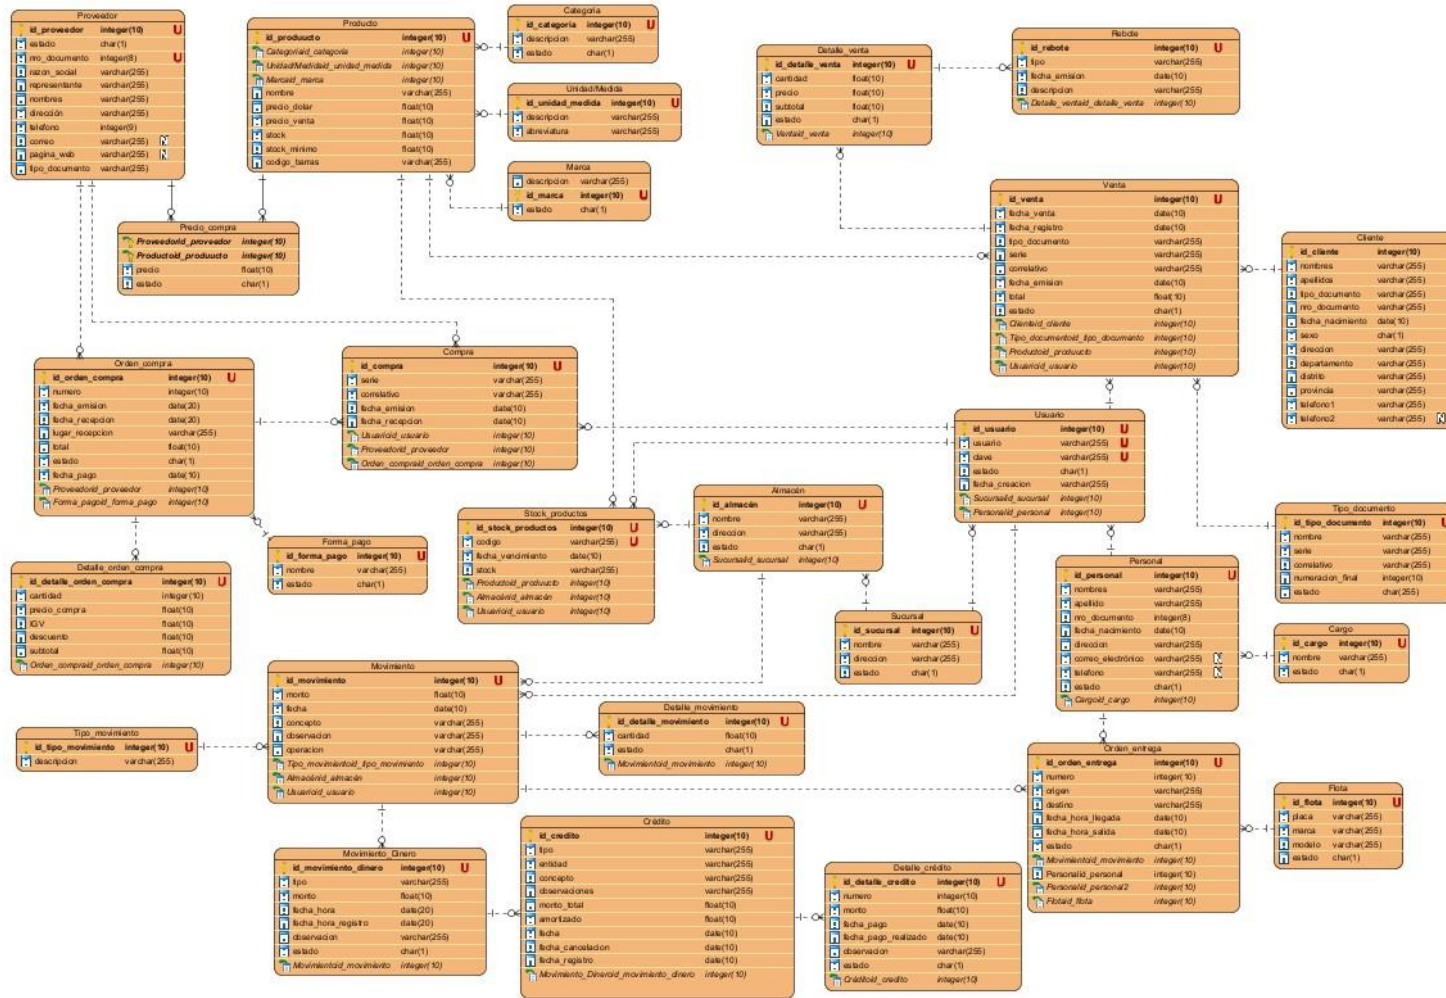 Proveedor
id_proveedor integer(10) U
estado char(1)
nro_documento integer(8) U
razon_social varchar(255)
representante varchar(255)
nombres varchar(255)
dirección varchar(255)
telefono integer(9)
correo varchar(255) N
pagina_web varchar(255) N
tipo_documento varchar(255)
Producto
id_produucto integer(10) U
Categoriaid_categoria integer(10)
Unidad/Medidaid_unidad_medida integer(10)
Marcaid_marca integer(10)
nombre varchar(255)
precio_dolar float(10)
precio_venta float(10)
stock float(10)
stock_minimo float(10)
codigo_barras varchar(255)
Categoria
id_categoria integer(10) U
descripcion varchar(255)
estado char(1)
Unidad/Medida
id_unidad_medida integer(10) U
descripcion varchar(255)
abreviatura varchar(255)
Marca
descripcion varchar(255)
id_marca integer(10) U
estado char(1)
Detalle_venta
id_detalle_venta integer(10) U
cantidad float(10)
precio float(10)
subtotal float(10)
estado char(1)
Ventaid_venta integer(10)
Rebote
id_rebote integer(10) U
tipo varchar(255)
fecha_emision date(10)
descripcion varchar(255)
Detalle_ventaid_detalle_venta integer(10)
Precio_compra
Proveedorid_proveedor integer(10)
Productoid_produucto integer(10)
precio float(10)
estado char(1)
Venta
id_venta integer(10) U
fecha_venta date(10)
fecha_registro date(10)
tipo_documento varchar(255)
serie varchar(255)
correlativo varchar(255)
fecha_emision date(10)
total float(10)
estado char(1)
Clienteid_cliente integer(10)
Tipo_documentoid_tipo_documento integer(10)
Productoid_produucto integer(10)
Usuarioid_usuario integer(10)
Cliente
id_cliente integer(10)
nombres varchar(255)
apellidos varchar(255)
tipo_documento varchar(255)
nro_documento varchar(255)
fecha_nacimiento date(10)
sexo char(1)
direccion varchar(255)
departamento varchar(255)
distrito varchar(255)
provincia varchar(255)
telefono1 varchar(255)
telefono2 varchar(255) N
Orden_compra
id_orden_compra integer(10) U
numero integer(10)
fecha_emision date(20)
fecha_recepcion date(20)
lugar_recepcion varchar(255)
total float(10)
estado char(1)
fecha_pago date(10)
Proveedorid_proveedor integer(10)
Forma_pagoid_forma_pago integer(10)
Compra
id_compra integer(10) U
serie varchar(255)
correlativo varchar(255)
fecha_emision date(10)
fecha_recepcion date(10)
Usuarioid_usuario integer(10)
Proveedorid_proveedor integer(10)
Orden_compraid_orden_compra integer(10)
Usuario
id_usuario integer(10) U
usuario varchar(255) U
clave varchar(255) U
estado char(1)
fecha_creacion varchar(255)
Sucursalid_sucursal integer(10)
Personalid_personal integer(10)
Almacén
id_almacén integer(10) U
nombre varchar(255)
direccion varchar(255)
estado char(1)
Sucursalid_sucursal integer(10)
Stock_productos
id_stock_productos integer(10) U
codigo varchar(255) U
fecha_vencimiento date(10)
stock varchar(255)
Productoid_produucto integer(10)
Almacénid_almacén integer(10)
Usuarioid_usuario integer(10)
Tipo_documento
id_tipo_documento integer(10) U
nombre varchar(255)
serie varchar(255)
correlativo varchar(255)
numeracion_final integer(10)
estado char(255)
Forma_pago
id_forma_pago integer(10) U
nombre varchar(255)
estado char(1)
Detalle_orden_compra
id_detalle_orden_compra integer(10) U
cantidad integer(10)
precio_compra float(10)
IGV float(10)
descuento float(10)
subtotal float(10)
Orden_compraid_orden_compra integer(10)
Personal
id_personal integer(10) U
nombres varchar(255)
apellido varchar(255)
nro_documento integer(8)
fecha_nacimiento date(10)
direccion varchar(255)
correo_electrónico varchar(255) N
telefono varchar(255) N
estado char(1)
Cargoid_cargo integer(10)
Sucursal
id_sucursal integer(10) U
nombre varchar(255)
direccion varchar(255)
estado char(1)
Cargo
id_cargo integer(10) U
nombre varchar(255)
estado char(1)
Movimiento
id_movimiento integer(10) U
monto float(10)
fecha date(10)
concepto varchar(255)
observacion varchar(255)
operacion varchar(255)
Tipo_movimientoid_tipo_movimiento integer(10)
Almacénid_almacén integer(10)
Usuarioid_usuario integer(10)
Detalle_movimiento
id_detalle_movimiento integer(10) U
cantidad float(10)
estado char(1)
Movimientoid_movimiento integer(10)
Tipo_movimiento
id_tipo_movimiento integer(10) U
descripcion varchar(255)
Orden_entrega
id_orden_entrega integer(10) U
numero integer(10)
origen varchar(255)
destino varchar(255)
fecha_hora_llegada date(10)
fecha_hora_salida date(10)
estado char(1)
Movimientoid_movimiento integer(10)
Personalid_personal integer(10)
Personalid_personal2 integer(10)
Flotaid_flota integer(10)
Flota
id_flota integer(10) U
placa varchar(255)
marca varchar(255)
modelo varchar(255)
estado char(1)
Movimiento_Dinero
id_movimiento_dinero integer(10) U
tipo varchar(255)
monto float(10)
fecha_hora date(20)
fecha_hora_registro date(20)
observacion varchar(255)
estado char(1)
Movimientoid_movimiento integer(10)
Crédito
id_credito integer(10) U
tipo varchar(255)
entidad varchar(255)
concepto varchar(255)
observaciones varchar(255)
monto_total float(10)
amortizado float(10)
fecha date(10)
fecha_cancelacion date(10)
fecha_registro date(10)
Movimiento_Dineroid_movimiento_dinero integer(10)
Detalle_crédito
id_detalle_credito integer(10) U
numero integer(10)
monto float(10)
fecha_pago date(10)
fecha_pago_realizado date(10)
observacion varchar(255)
estado char(1)
Créditoid_credito integer(10)